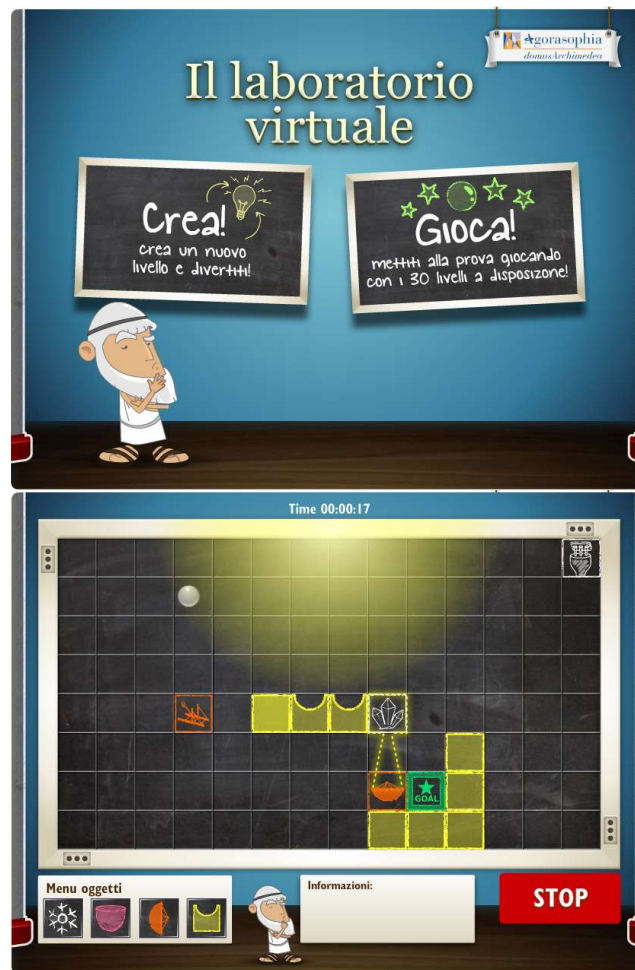 Agorasophia
domusArchimedea
Il laboratorio
virtuale
Crea!
crea un nuovo
livello e divertiti!
Gioca!
mettiti alla prova giocando
con i 30 livelli a disposizone!
Time 00:00:17
GOAL
Menu oggetti
Informazioni:
STOP